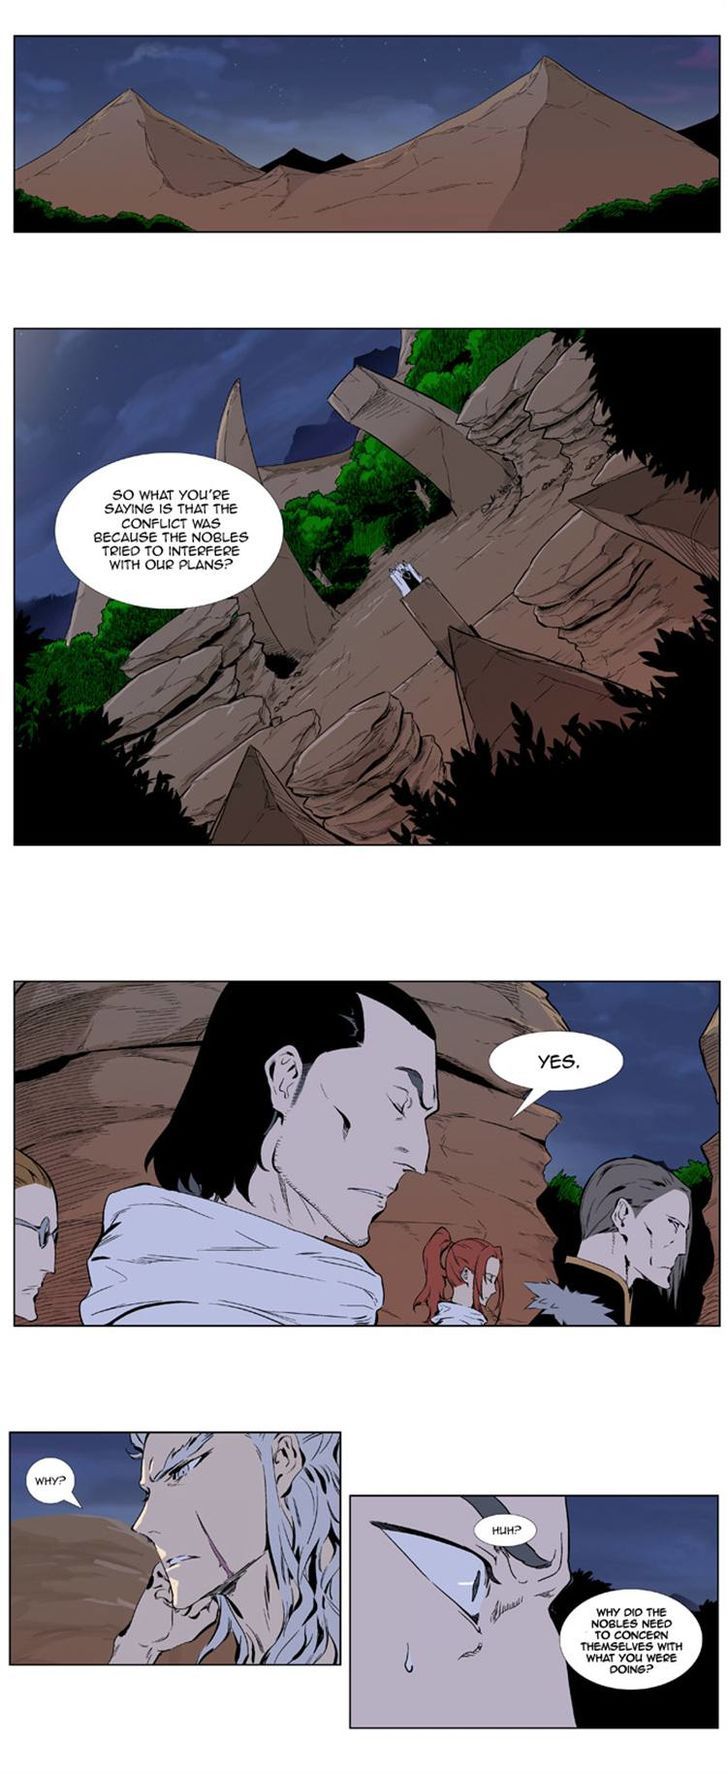 SO WHAT YOU'RE
SAYING IS THAT THE
CONFLICT WAS
BECAUSE THE NOBLES
TRIED TO INTERFERE
WITH OUR PLANS?
YES.
WHY?
HUH?
WHY DID THE
NOBLES NEED
TO CONCERN
THEMSELVES WITH
WHAT YOU WERE
DOING?